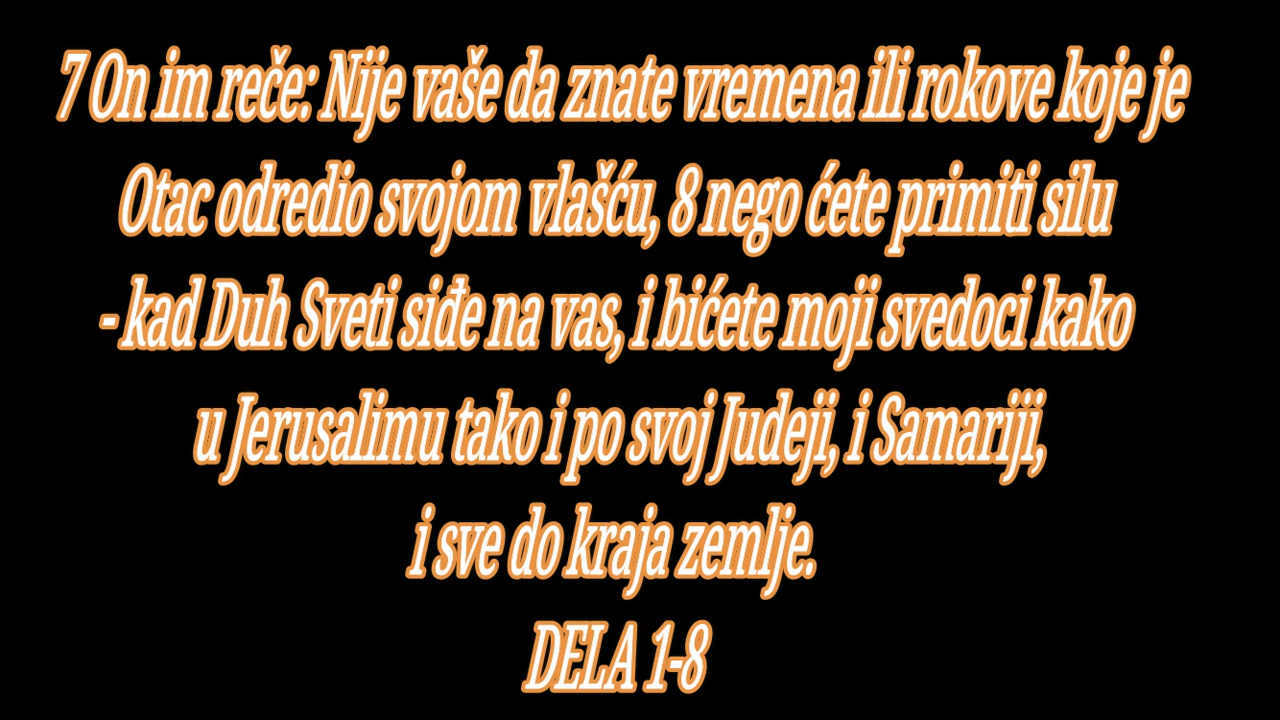 7 On im reče: Nije vaše da znate vremena ili rokove koje je
Otac odredio svojom vlašću, 8 nego ćete primiti silu
- kad Duh Sveti siđe na vas, i bićete moji svedoci kako
u Jerusalimu tako i po svoj Judeji, i Samariji,
i sve do kraja zemlje.
DELA 1-8